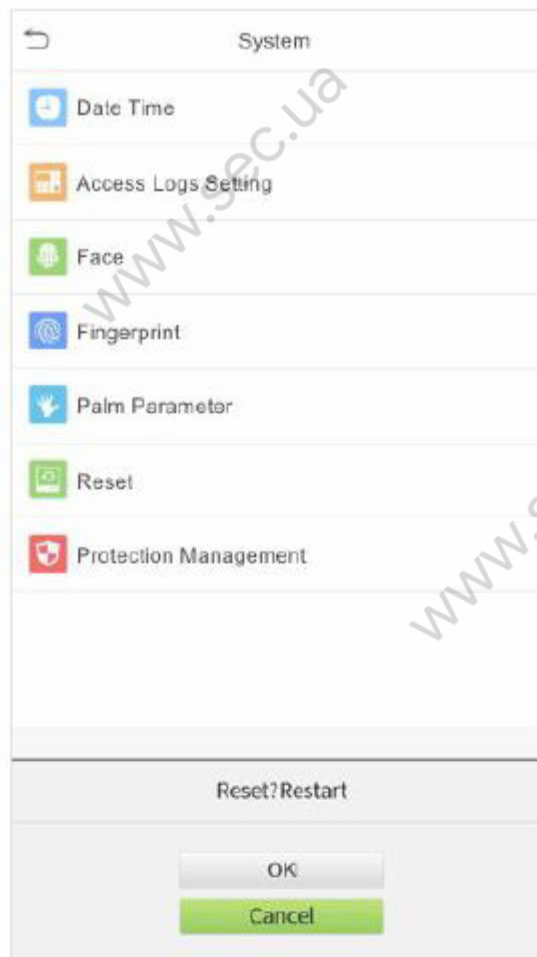 System
Date Time
Access Logs Setting
Face
Fingerprint
Palm Parameter
Reset
Protection Management
Reset?Restart
OK
Cancel
www.sec.ua
www.s